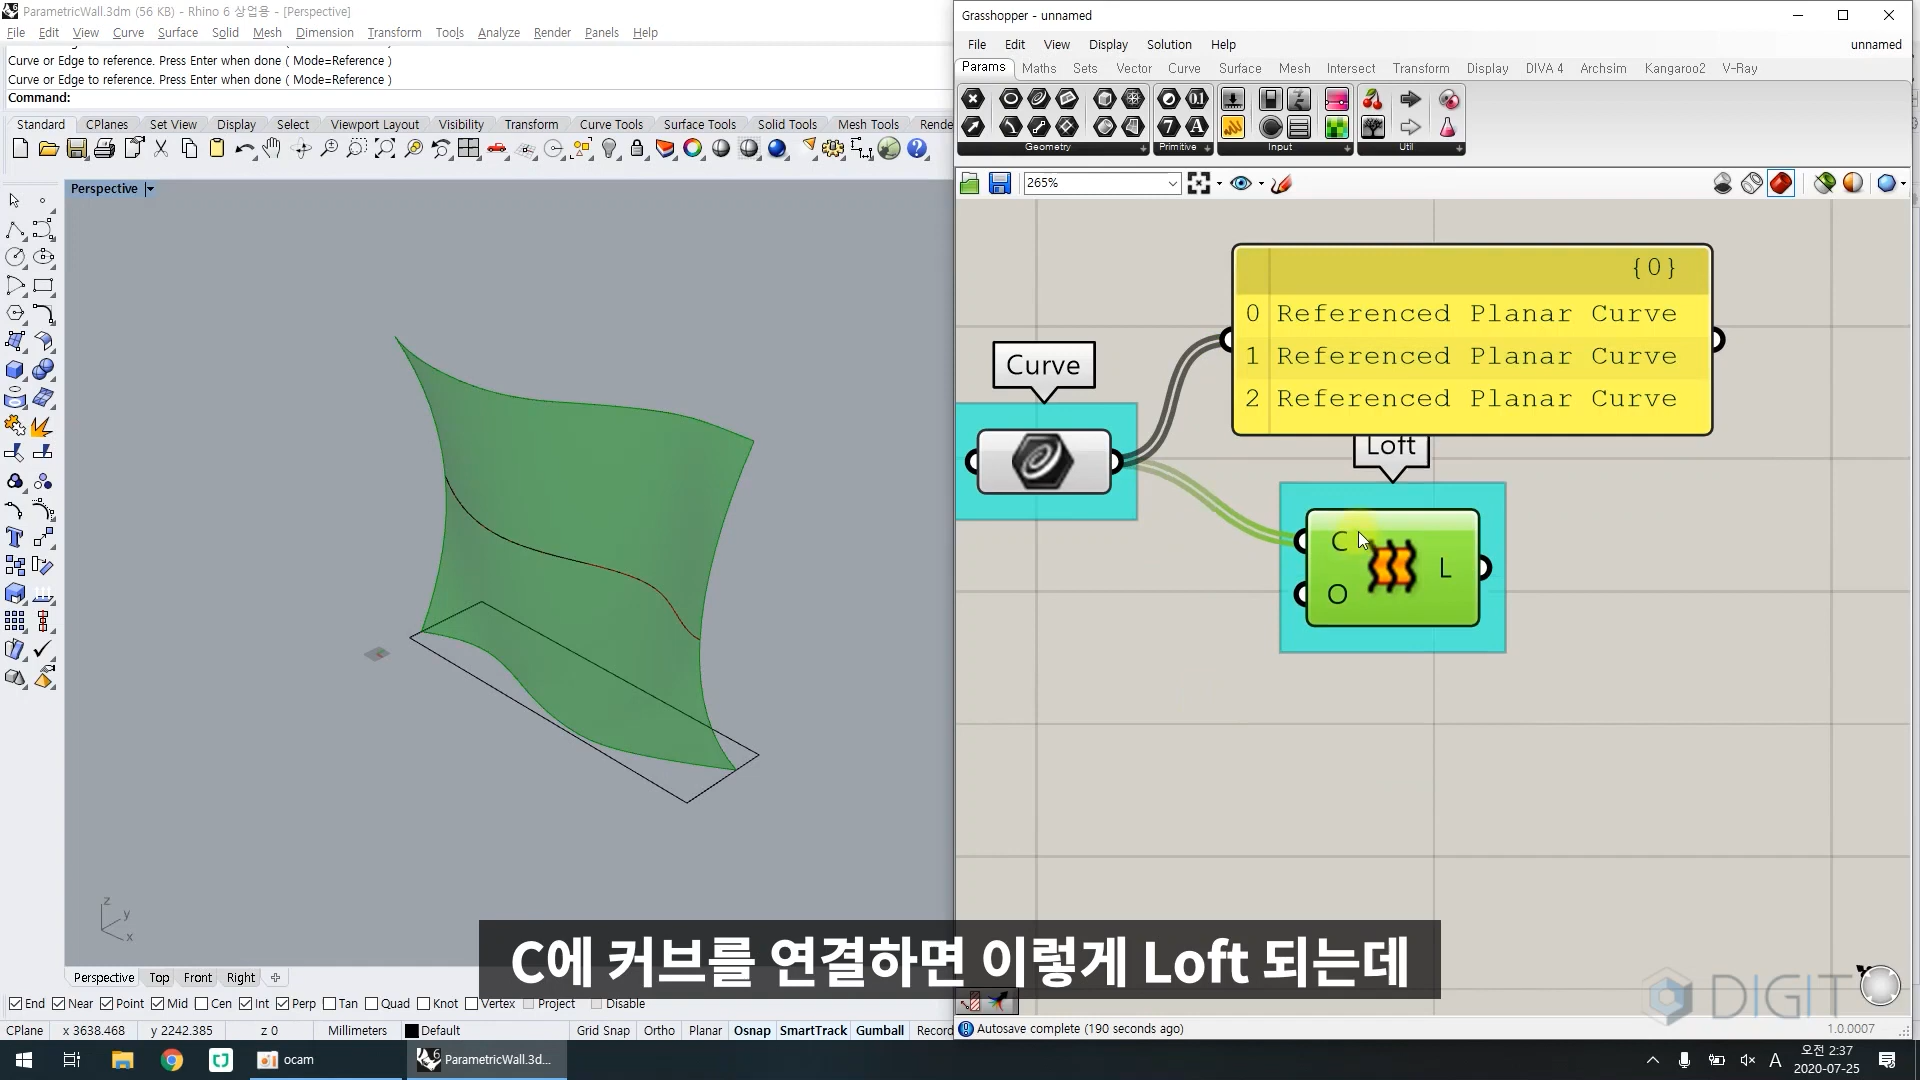 ParametricWall.3dm (56 KB) - Rhino 6 상업용 - [Perspective]
File Edit View Curve Surface Solid Mesh Dimension Transform Tools Analyze Render Panels Help
Curve or Edge to reference. Press Enter when done ( Mode=Reference )
Curve or Edge to reference. Press Enter when done ( Mode=Reference )
Command:
Standard CPlanes Set View Display Select Viewport Layout Visibility Transform Curve Tools Surface Tools Solid Tools Mesh Tools Rende
Perspective
z
y
x
Perspective Top Front Right
End Near Point Mid Cen Int Perp Tan Quad Knot Vertex Project Disable
CPlane x 3638.468 y 2242.385 z 0 Millimeters Default Grid Snap Ortho Planar Osnap SmartTrack Gumball Record
Grasshopper - unnamed
File Edit View Display Solution Help unnamed
Params Maths Sets Vector Curve Surface Mesh Intersect Transform Display DIVA 4 Archsim Kangaroo2 V-Ray
Geometry Primitive Input Util
265%
{0}
0 Referenced Planar Curve
1 Referenced Planar Curve
2 Referenced Planar Curve
Curve
Loft
C
L
O
C에 커브를 연결하면 이렇게 Loft 되는데
DIGIT
Autosave complete (190 seconds ago) 1.0.0007
ocam ParametricWall.3d...
A 오전 2:37
2020-07-25